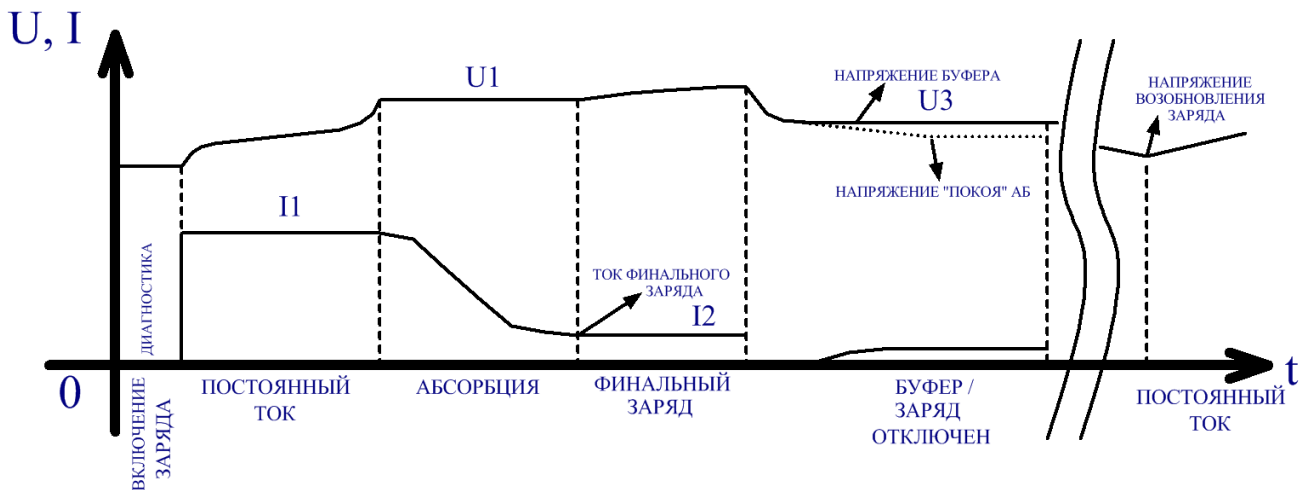 U, I
U1
НАПРЯЖЕНИЕ БУФЕРА
U3
НАПРЯЖЕНИЕ
ВОЗОБНОВЛЕНИЯ
ЗАРЯДА
НАПРЯЖЕНИЕ "ПОКОЯ" АБ
I1
ТОК ФИНАЛЬНОГО
ЗАРЯДА
I2
ДИАГНОСТИКА
0
t
ВКЛЮЧЕНИЕ
ЗАРЯДА
ПОСТОЯННЫЙ
ТОК
АБСОРБЦИЯ
ФИНАЛЬНЫЙ
ЗАРЯД
БУФЕР /
ЗАРЯД
ОТКЛЮЧЕН
ПОСТОЯННЫЙ
ТОК